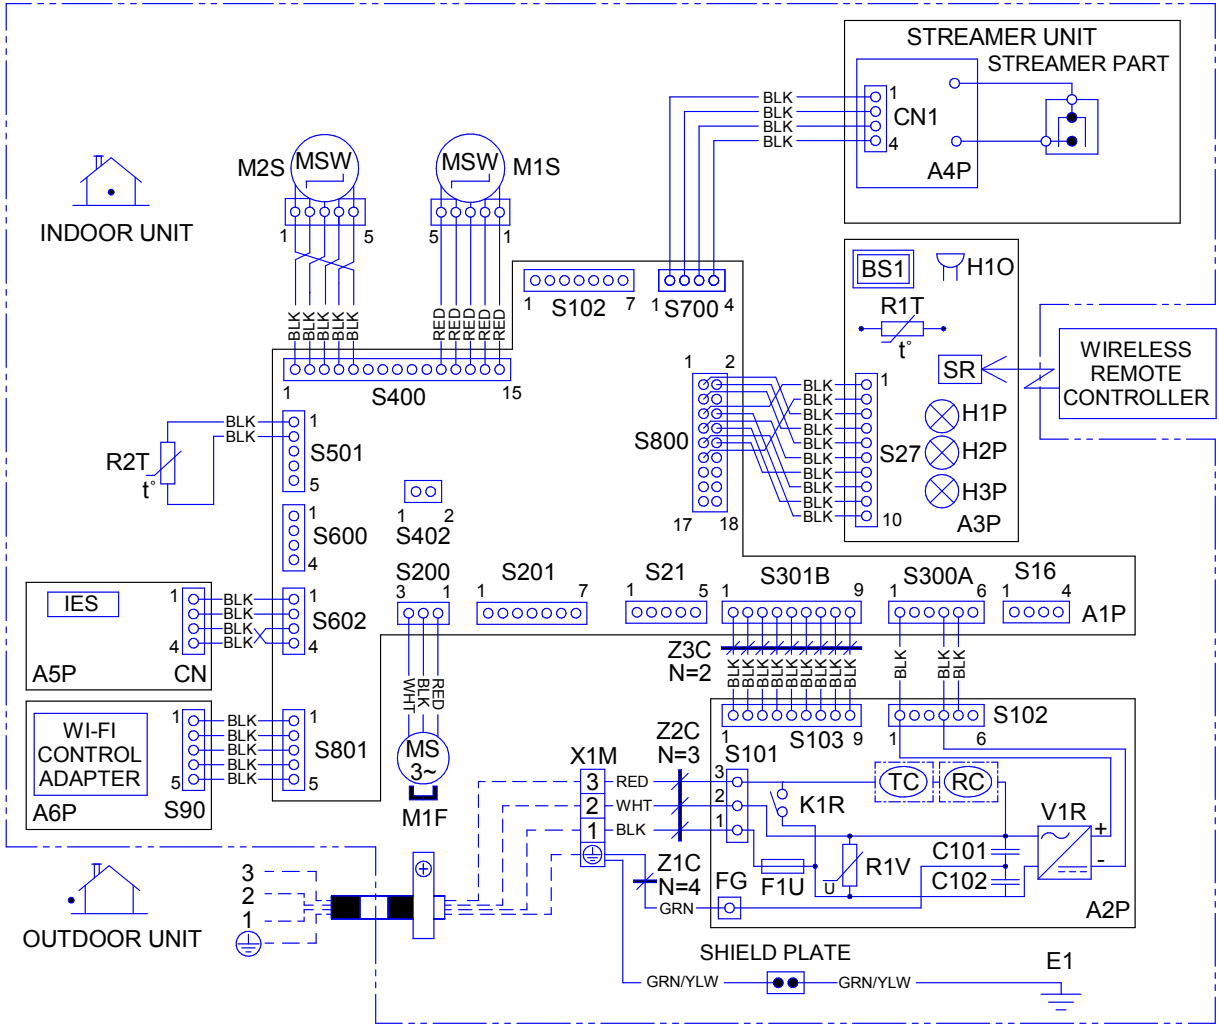 STREAMER UNIT
STREAMER PART
1
CN1
4
A4P
BLK
BLK
BLK
BLK
M2S
MSW
MSW
M1S
1
5
5
1
INDOOR UNIT
BLK
BLK
BLK
BLK
BLK
RED
RED
RED
RED
RED
1
S400
15
1
S102
7
1
S700
4
BS1
H1O
R1T
t°
SR
H1P
H2P
H3P
A3P
WIRELESS
REMOTE
CONTROLLER
1
2
S800
17
18
BLK
BLK
BLK
BLK
BLK
BLK
BLK
BLK
BLK
BLK
1
S27
10
R2T
t°
BLK
BLK
1
S501
5
1
S600
4
1
2
S402
S200
3
1
S201
1
7
S21
1
5
S301B
1
9
S300A
1
6
S16
1
4
A1P
IES
A5P
1
4
CN
BLK
BLK
BLK
BLK
1
S602
4
WI-FI
CONTROL
ADAPTER
A6P
1
5
S90
BLK
BLK
BLK
BLK
BLK
1
S801
5
WHT
BLK
RED
MS
3~
M1F
Z3C
N=2
BLK
BLK
BLK
BLK
BLK
BLK
BLK
BLK
BLK
BLK
BLK
BLK
1
S103
9
1
S102
6
X1M
3
2
1
RED
WHT
BLK
Z2C
N=3
S101
3
2
1
K1R
TC
RC
V1R
+
-
C101
C102
R1V
U
F1U
FG
A2P
Z1C
N=4
GRN
3
2
1
OUTDOOR UNIT
SHIELD PLATE
GRN/YLW
GRN/YLW
E1